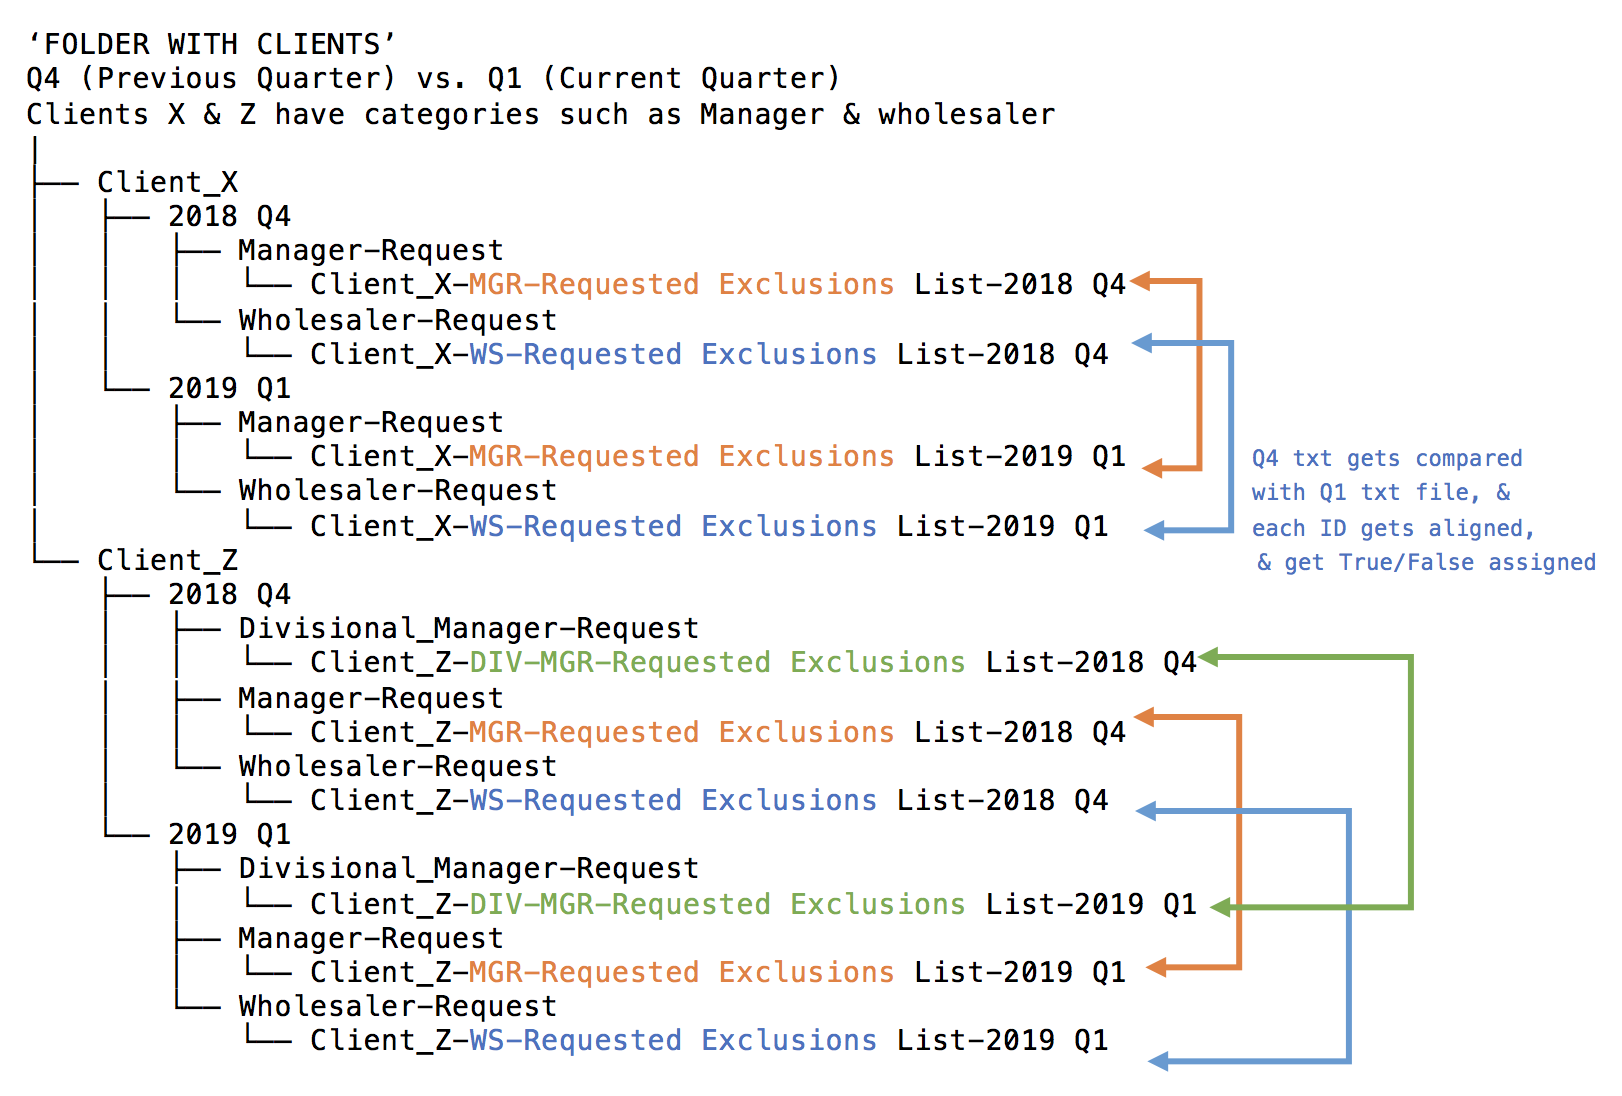 ‘FOLDER WITH CLIENTS’
Q4 (Previous Quarter) vs. Q1 (Current Quarter)
Clients X & Z have categories such as Manager & wholesaler
|
├── Client_X
│   ├── 2018 Q4
│   │   ├── Manager-Request
│   │   │   └── Client_X-MGR-Requested Exclusions List-2018 Q4
│   │   └── Wholesaler-Request
│   │       └── Client_X-WS-Requested Exclusions List-2018 Q4
│   └── 2019 Q1
│       ├── Manager-Request
│       │   └── Client_X-MGR-Requested Exclusions List-2019 Q1
│       └── Wholesaler-Request
│           └── Client_X-WS-Requested Exclusions List-2019 Q1
Q4 txt gets compared
with Q1 txt file, &
each ID gets aligned,
& get True/False assigned
└── Client_Z
    ├── 2018 Q4
    │   ├── Divisional_Manager-Request
    │   │   └── Client_Z-DIV-MGR-Requested Exclusions List-2018 Q4
    │   ├── Manager-Request
    │   │   └── Client_Z-MGR-Requested Exclusions List-2018 Q4
    │   └── Wholesaler-Request
    │       └── Client_Z-WS-Requested Exclusions List-2018 Q4
    └── 2019 Q1
        ├── Divisional_Manager-Request
        │   └── Client_Z-DIV-MGR-Requested Exclusions List-2019 Q1
        ├── Manager-Request
        │   └── Client_Z-MGR-Requested Exclusions List-2019 Q1
        └── Wholesaler-Request
            └── Client_Z-WS-Requested Exclusions List-2019 Q1